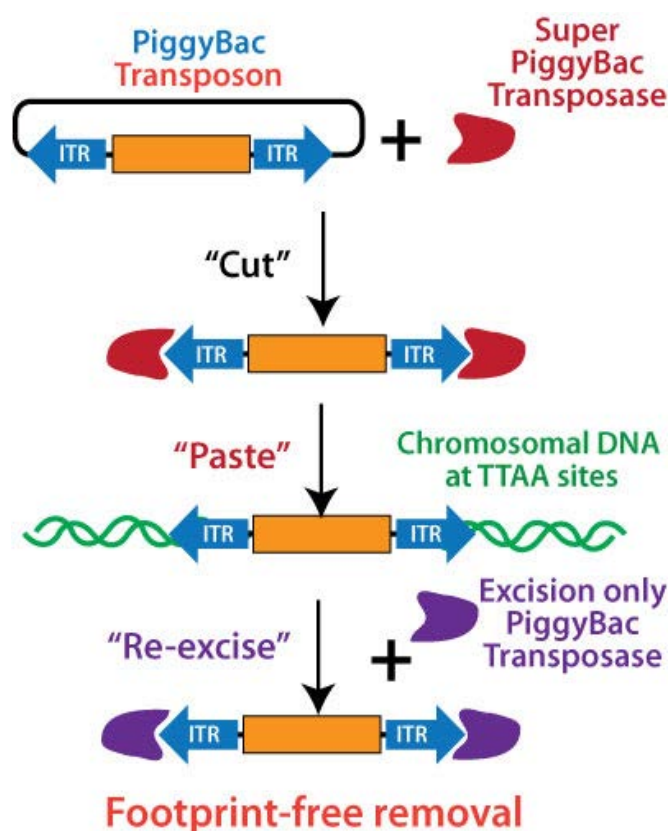 PiggyBac
Transposon
Super
PiggyBac
Transposase
ITR
ITR
+
“Cut”
ITR
ITR
“Paste”
Chromosomal DNA
at TTAA sites
ITR
ITR
“Re-excise”
+
Excision only
PiggyBac
Transposase
ITR
ITR
Footprint-free removal